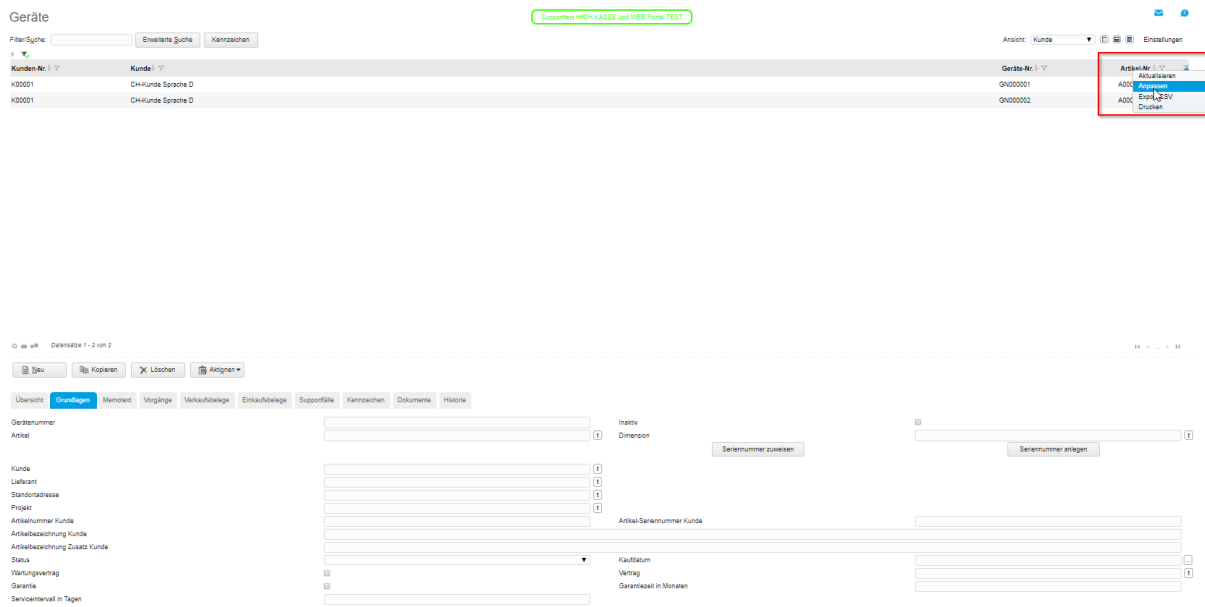 Geräte
Supporttest mit CH KASSE und WEB Portal TEST
Filter/Suche: Erweiterte Suche Kennzeichen Ansicht: Kunde Einstellungen
Kunden-Nr. Kunde Geräte-Nr. Artikel-Nr.
K00001 CH-Kunde Sprache D GN000001
K00001 CH-Kunde Sprache D GN000002
Aktualisieren
Anpassen
Export CSV
Drucken
Datensätze 1 - 2 von 2
Neu Kopieren Löschen Aktionen
Übersicht Grundlagen Memotext Vorgänge Verkaufsbelege Einkaufsbelege Supportfälle Kennzeichen Dokumente Historie
Gerätenummer Inaktiv
Artikel Dimension
Seriennummer zuweisen Seriennummer anlegen
Kunde
Lieferant
Standortadresse
Projekt
Artikelnummer Kunde Artikel-Seriennummer Kunde
Artikelbezeichnung Kunde
Artikelbezeichnung Zusatz Kunde
Status Kaufdatum
Wartungsvertrag Vertrag
Garantie Garantiezeit in Monaten
Serviceintervall in Tagen